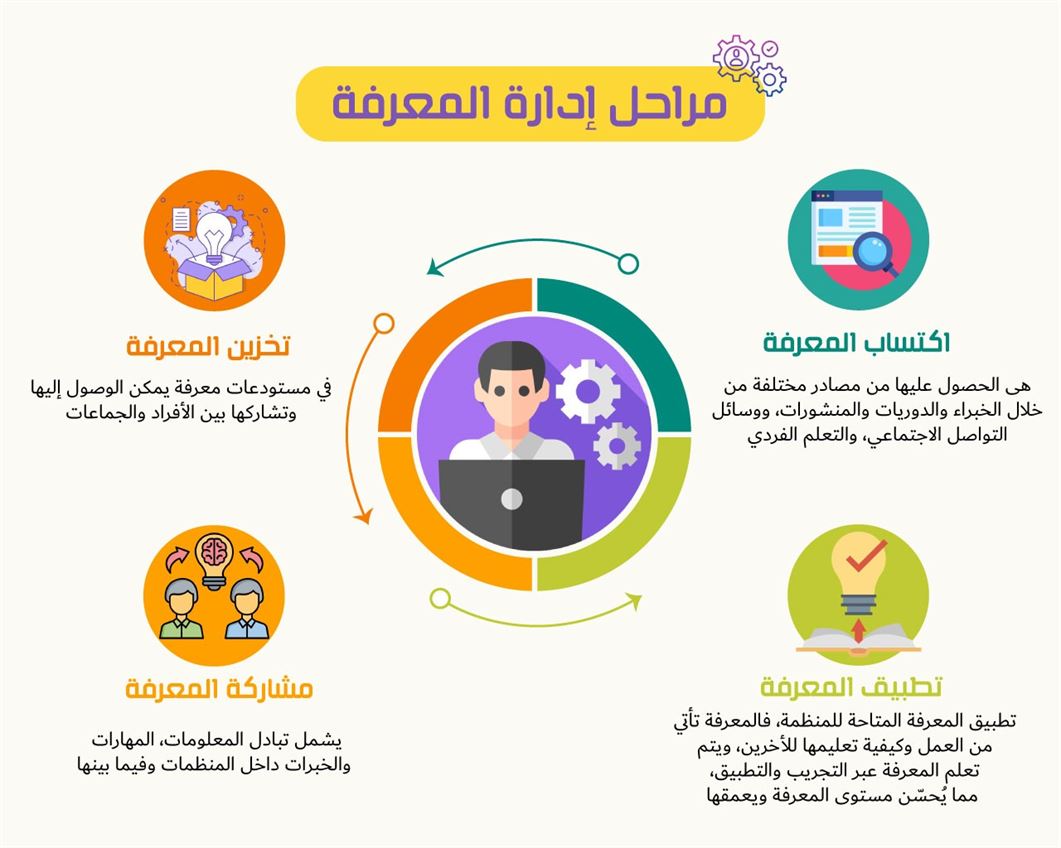 مراحل إدارة المعرفة
اكتساب المعرفة
هى الحصول عليها من مصادر مختلفة من
خلال الخبراء والدوريات والمنشورات، ووسائل
التواصل الاجتماعي، والتعلم الفردي
تخزين المعرفة
في مستودعات معرفة يمكن الوصول إليها
وتشاركها بين الأفراد والجماعات
مشاركة المعرفة
يشمل تبادل المعلومات، المهارات
والخبرات داخل المنظمات وفيما بينها
تطبيق المعرفة
تطبيق المعرفة المتاحة للمنظمة، فالمعرفة تأتي
من العمل وكيفية تعليمها للأخرين، ويتم
تعلم المعرفة عبر التجريب والتطبيق،
مما يُحسّن مستوى المعرفة ويعمقها